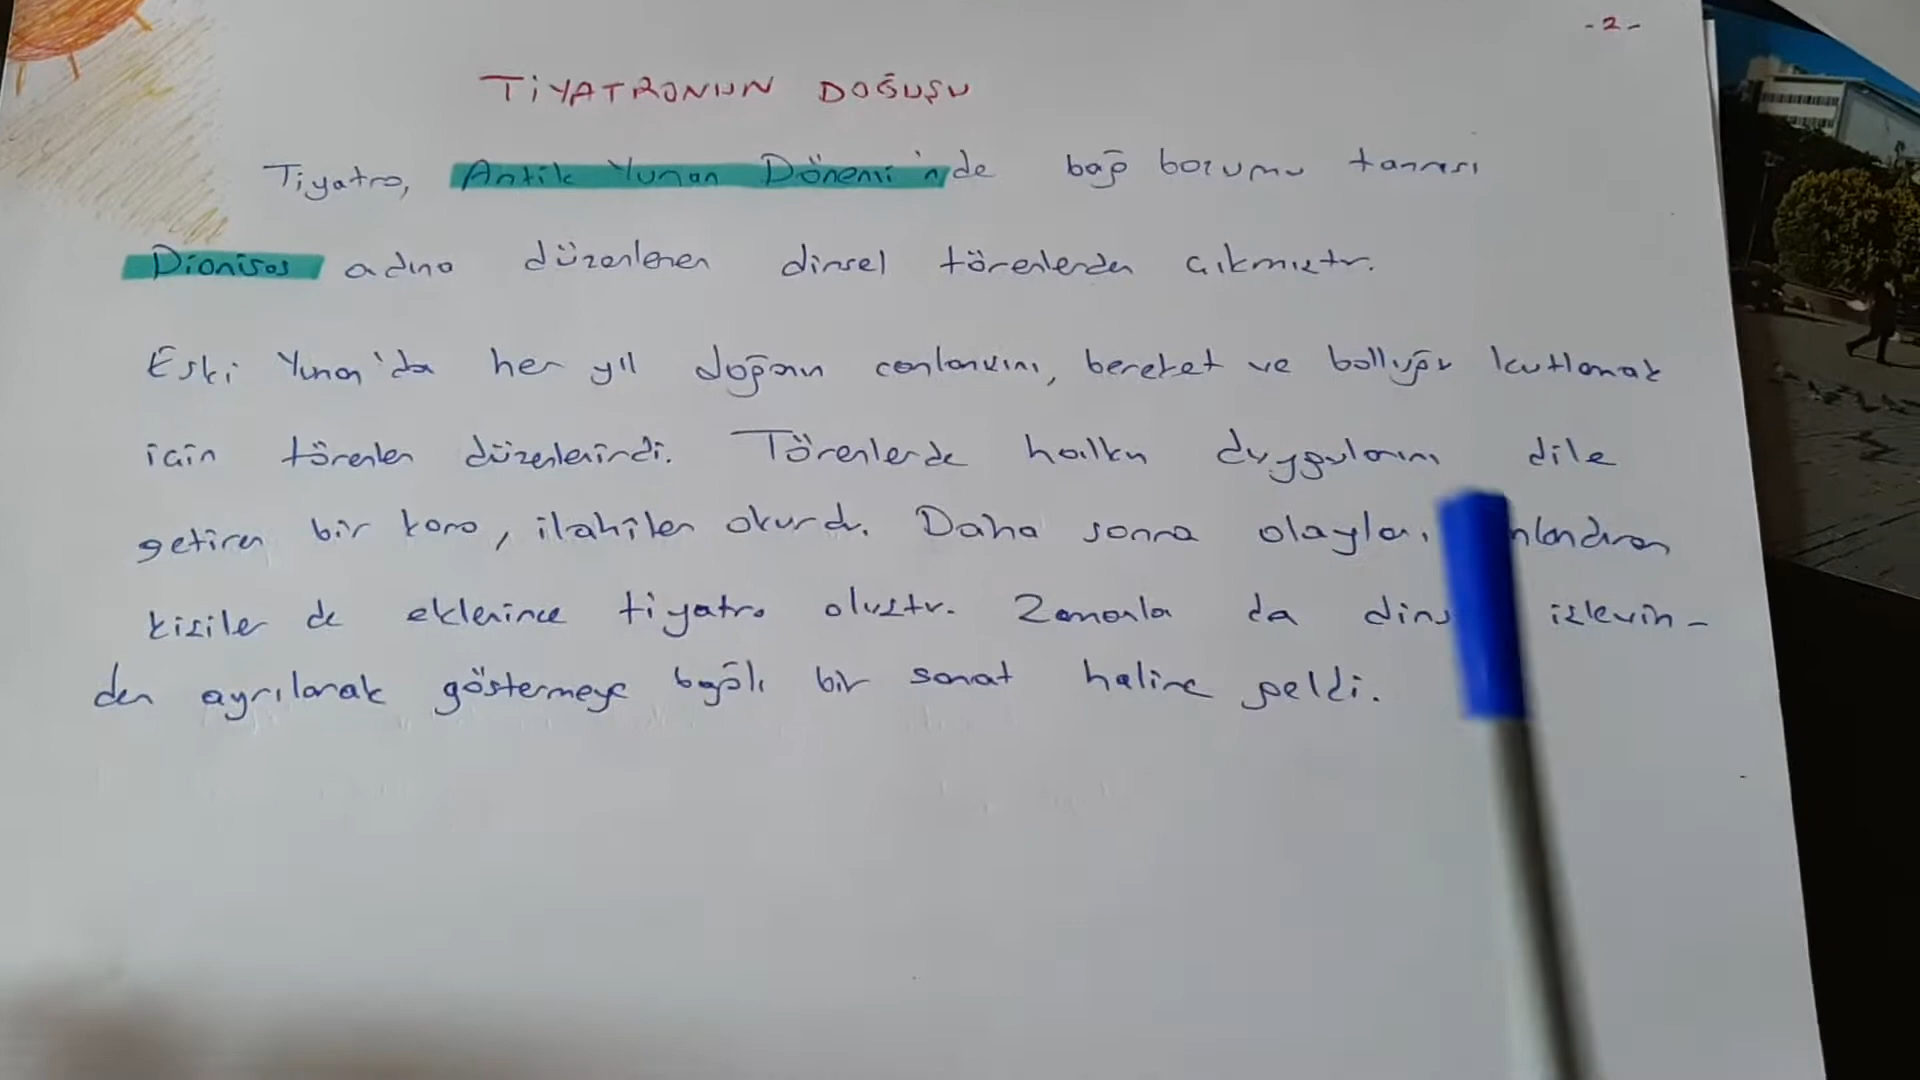 -2-
TİYATRONUN DOĞUŞU
Tiyatro, Antik Yunan Dönemi'nde bağ bozumu tanrısı
Dionisos adına düzenlenen dinsel törenlerden çıkmıştır.
Eski Yunan'da her yıl doğanın canlanışını, bereket ve bolluğu kutlamak
için törenler düzenlenirdi. Törenlerde halkın duygularını dile
getiren bir koro, ilahiler okurdu. Daha sonra olayları
kişiler de eklenince tiyatro oluştu. Zamanla da işlevin-
den ayrılarak göstermeye bağlı bir sanat haline geldi.